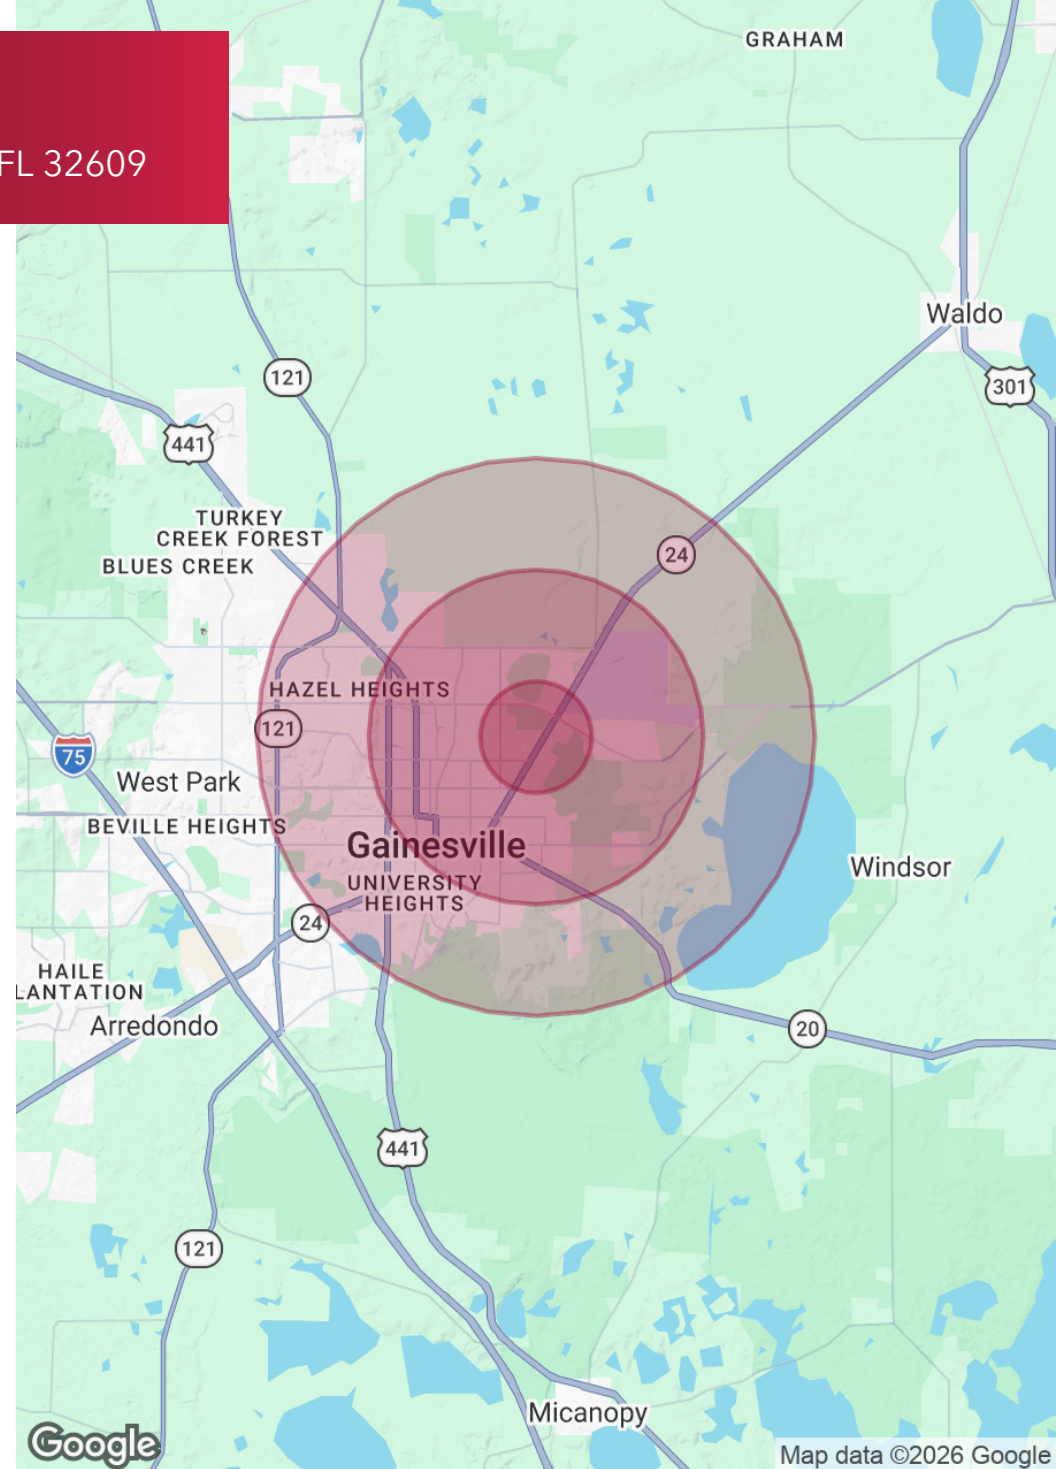 GRAHAM
FL 32609
Waldo
121
301
441
TURKEY
CREEK FOREST
BLUES CREEK
24
HAZEL HEIGHTS
121
75
West Park
BEVILLE HEIGHTS
Gainesville
Windsor
UNIVERSITY
HEIGHTS
24
HAILE
LANTATION
Arredondo
20
441
121
Micanopy
Google
Map data ©2026 Google